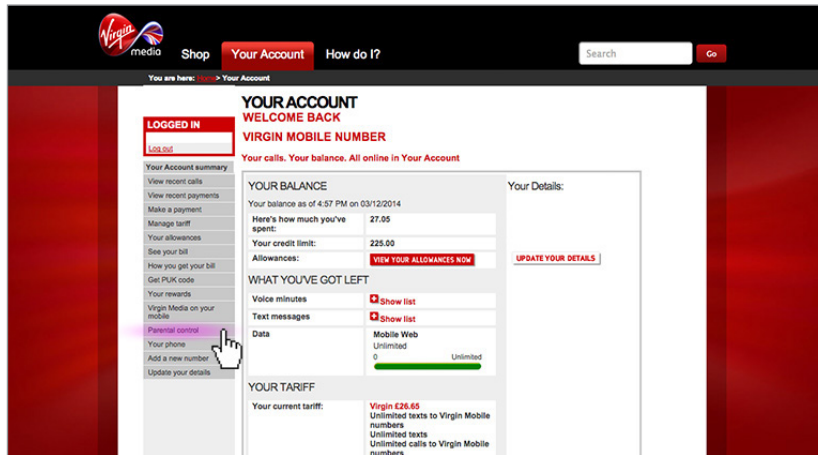 Virgin
media
Shop
Your Account
How do I?
Search
Go
You are here: Home> Your Account
YOUR ACCOUNT
WELCOME BACK
VIRGIN MOBILE NUMBER
Your calls. Your balance. All online in Your Account
LOGGED IN
Log out
Your Account summary
View recent calls
View recent payments
Make a payment
Manage tariff
Your allowances
See your bill
How you get your bill
Get PUK code
Your rewards
Virgin Media on your
mobile
Parental control
Your phone
Add a new number
Update your details
YOUR BALANCE
Your balance as of 4:57 PM on 03/12/2014
Here's how much you've
spent:
27.05
Your credit limit:
225.00
Allowances:
VIEW YOUR ALLOWANCES NOW
WHAT YOU'VE GOT LEFT
Voice minutes
Show list
Text messages
Show list
Data
Mobile Web
Unlimited
0
Unlimited
YOUR TARIFF
Your current tariff:
Virgin £26.65
Unlimited texts to Virgin Mobile
numbers
Unlimited texts
Unlimited calls to Virgin Mobile
numbers
Your Details:
UPDATE YOUR DETAILS